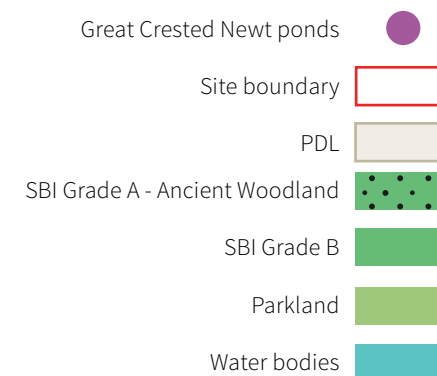 Great Crested Newt ponds
Site boundary
PDL
SBI Grade A - Ancient Woodland
SBI Grade B
Parkland
Water bodies